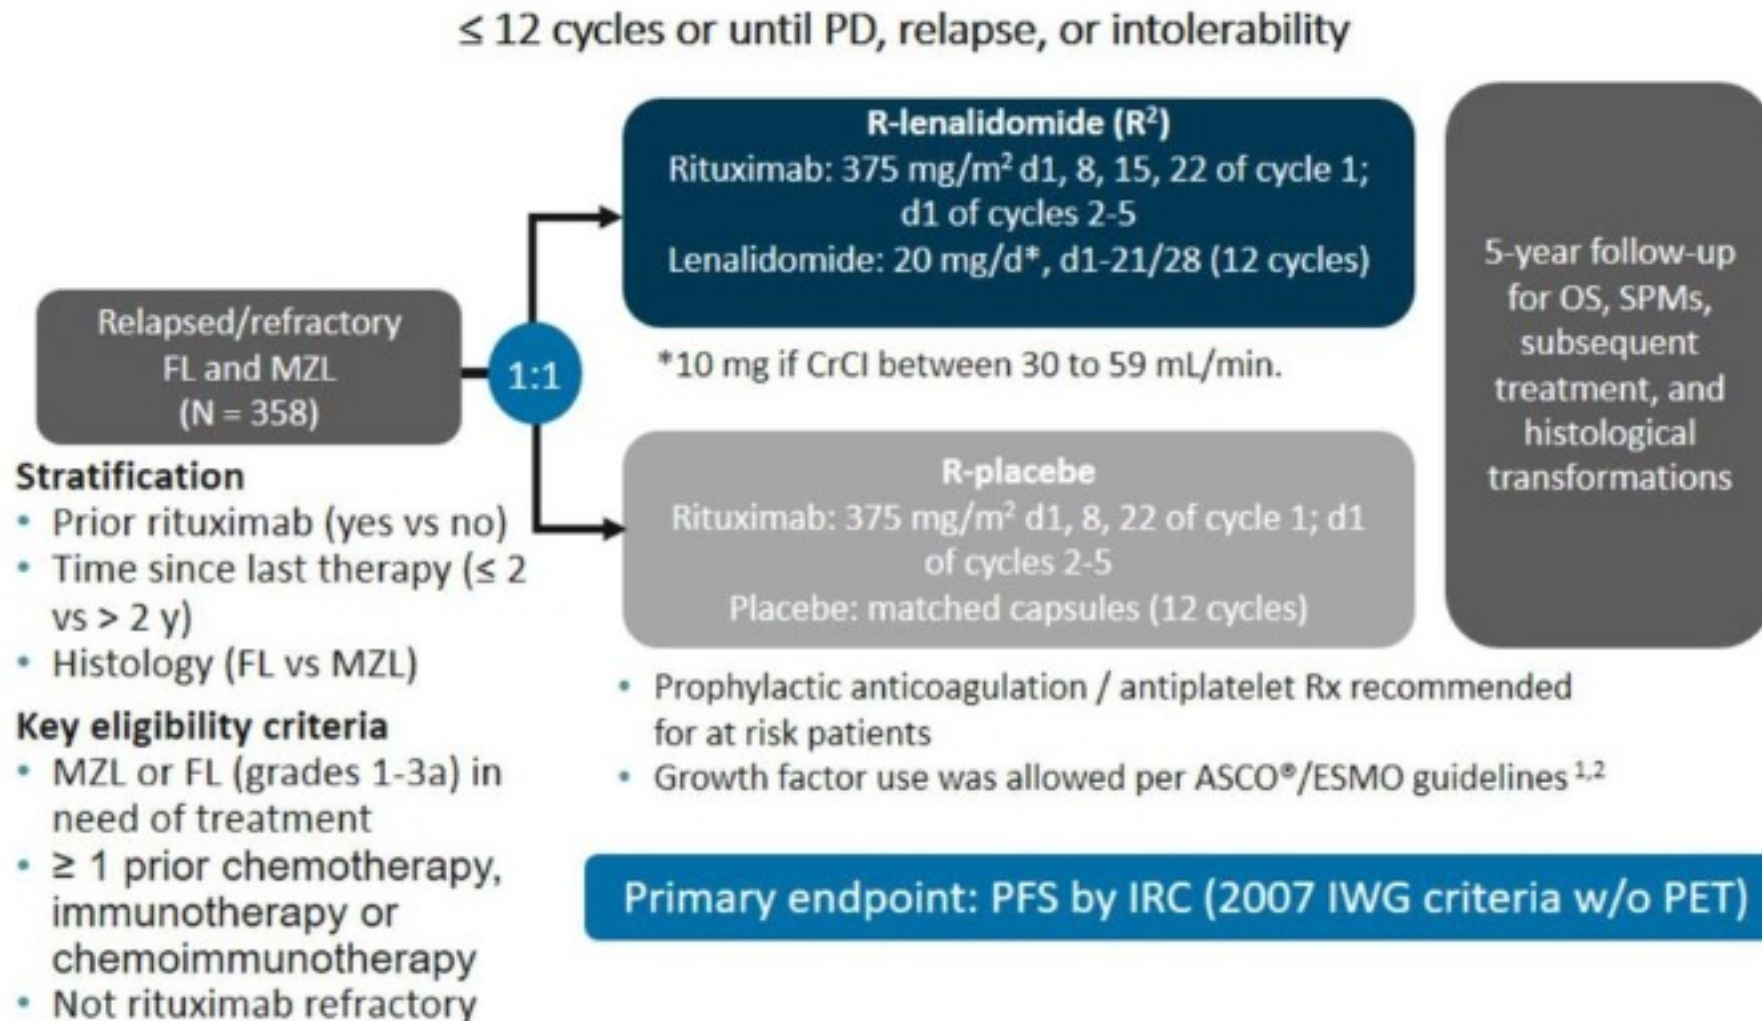 ≤ 12 cycles or until PD, relapse, or intolerability
R-lenalidomide (R²)
Rituximab: 375 mg/m² d1, 8, 15, 22 of cycle 1;
d1 of cycles 2-5
Lenalidomide: 20 mg/d*, d1-21/28 (12 cycles)
*10 mg if CrCI between 30 to 59 mL/min.
Relapsed/refractory
FL and MZL
(N = 358)
1:1
R-placebe
Rituximab: 375 mg/m² d1, 8, 22 of cycle 1; d1
of cycles 2-5
Placebe: matched capsules (12 cycles)
5-year follow-up
for OS, SPMs,
subsequent
treatment, and
histological
transformations
Stratification
• Prior rituximab (yes vs no)
• Time since last therapy (≤ 2
vs > 2 y)
• Histology (FL vs MZL)
Key eligibility criteria
• MZL or FL (grades 1-3a) in
need of treatment
• ≥ 1 prior chemotherapy,
immunotherapy or
chemoimmunotherapy
• Not rituximab refractory
• Prophylactic anticoagulation / antiplatelet Rx recommended
for at risk patients
• Growth factor use was allowed per ASCO®/ESMO guidelines 1,2
Primary endpoint: PFS by IRC (2007 IWG criteria w/o PET)